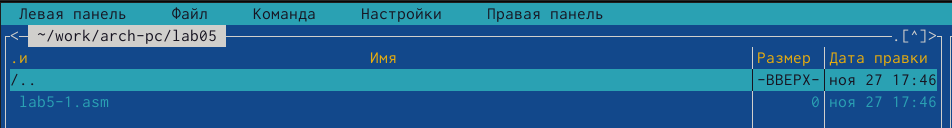 Левая панель Файл Команда Настройки Правая панель
<— ~/work/arch-pc/lab05 .[^]>
.и Имя Размер Дата правки
/.. -ВВЕРХ- ноя 27 17:46
lab5-1.asm 0 ноя 27 17:46